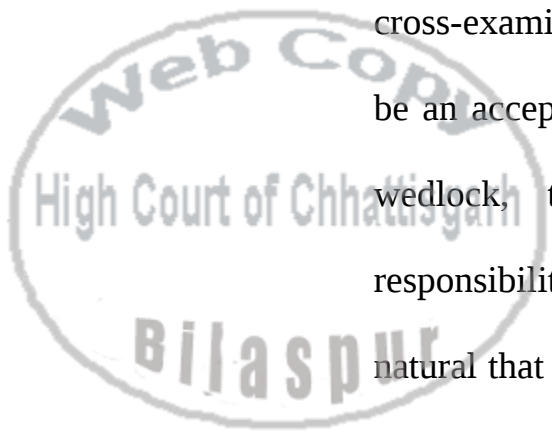 cross-exami
Web Copy
be an accep
High Court of Chhattisgarh
wedlock, t
responsibilit
Bilaspur
natural that